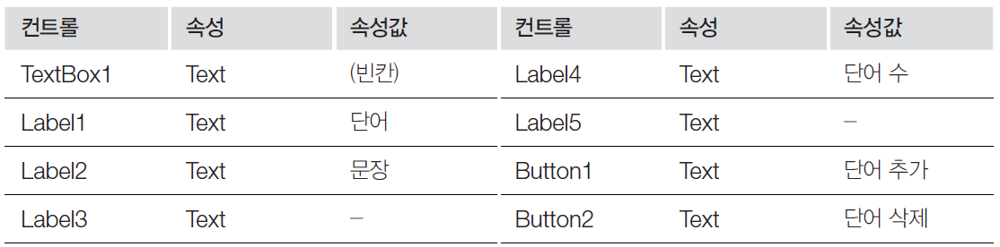 컨트롤 속성 속성값 컨트롤 속성 속성값
TextBox1 Text (빈칸) Label4 Text 단어 수
Label1 Text 단어 Label5 Text –
Label2 Text 문장 Button1 Text 단어 추가
Label3 Text – Button2 Text 단어 삭제